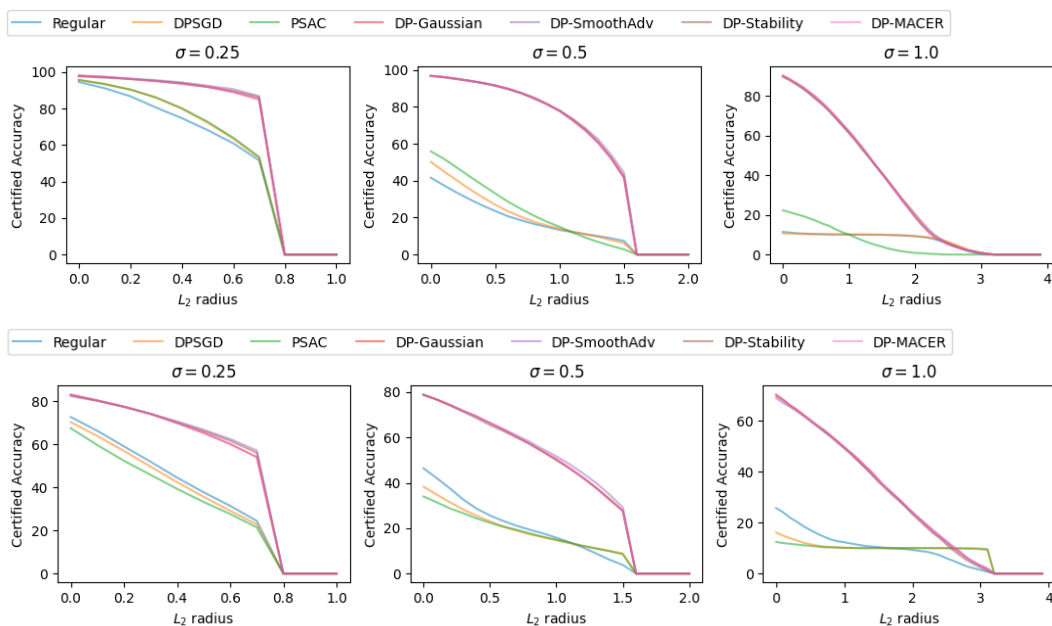 Regular DPSGD PSAC DP-Gaussian DP-SmoothAdv DP-Stability DP-MACER
σ = 0.25 σ = 0.5 σ = 1.0
Certified Accuracy
100
80
60
40
20
0
0.0 0.2 0.4 0.6 0.8 1.0
L₂ radius
Certified Accuracy
100
80
60
40
20
0
0.0 0.5 1.0 1.5 2.0
L₂ radius
Certified Accuracy
80
60
40
20
0
0 1 2 3 4
L₂ radius
Regular DPSGD PSAC DP-Gaussian DP-SmoothAdv DP-Stability DP-MACER
σ = 0.25 σ = 0.5 σ = 1.0
Certified Accuracy
80
60
40
20
0
0.0 0.2 0.4 0.6 0.8 1.0
L₂ radius
Certified Accuracy
80
60
40
20
0
0.0 0.5 1.0 1.5 2.0
L₂ radius
Certified Accuracy
60
40
20
0
0 1 2 3 4
L₂ radius